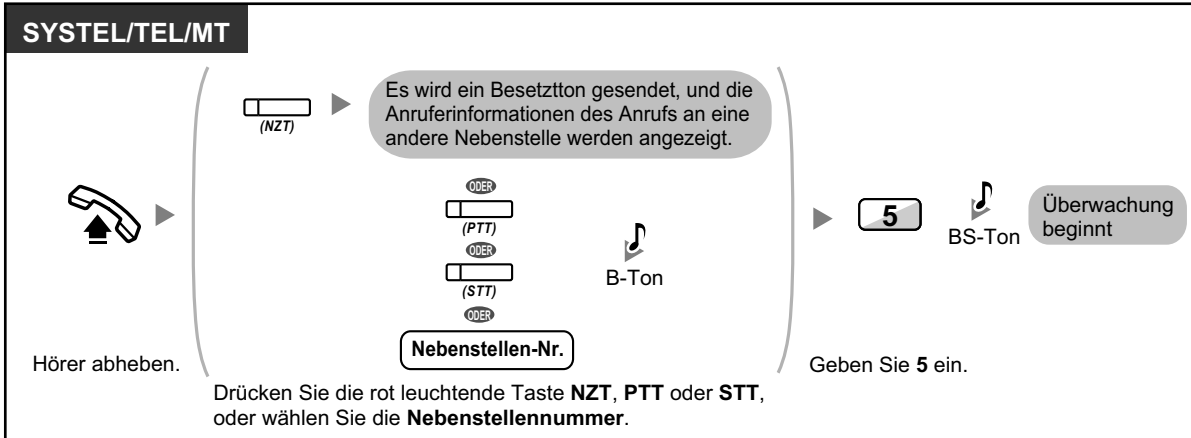 SYSTEL/TEL/MT
Es wird ein Besetztton gesendet, und die
Anruferinformationen des Anrufs an eine
andere Nebenstelle werden angezeigt.
(NZT)
ODER
(PTT)
ODER
(STT)
ODER
Nebenstellen-Nr.
B-Ton
5
BS-Ton
Überwachung
beginnt
Hörer abheben.
Drücken Sie die rot leuchtende Taste NZT, PTT oder STT,
oder wählen Sie die Nebenstellennummer.
Geben Sie 5 ein.